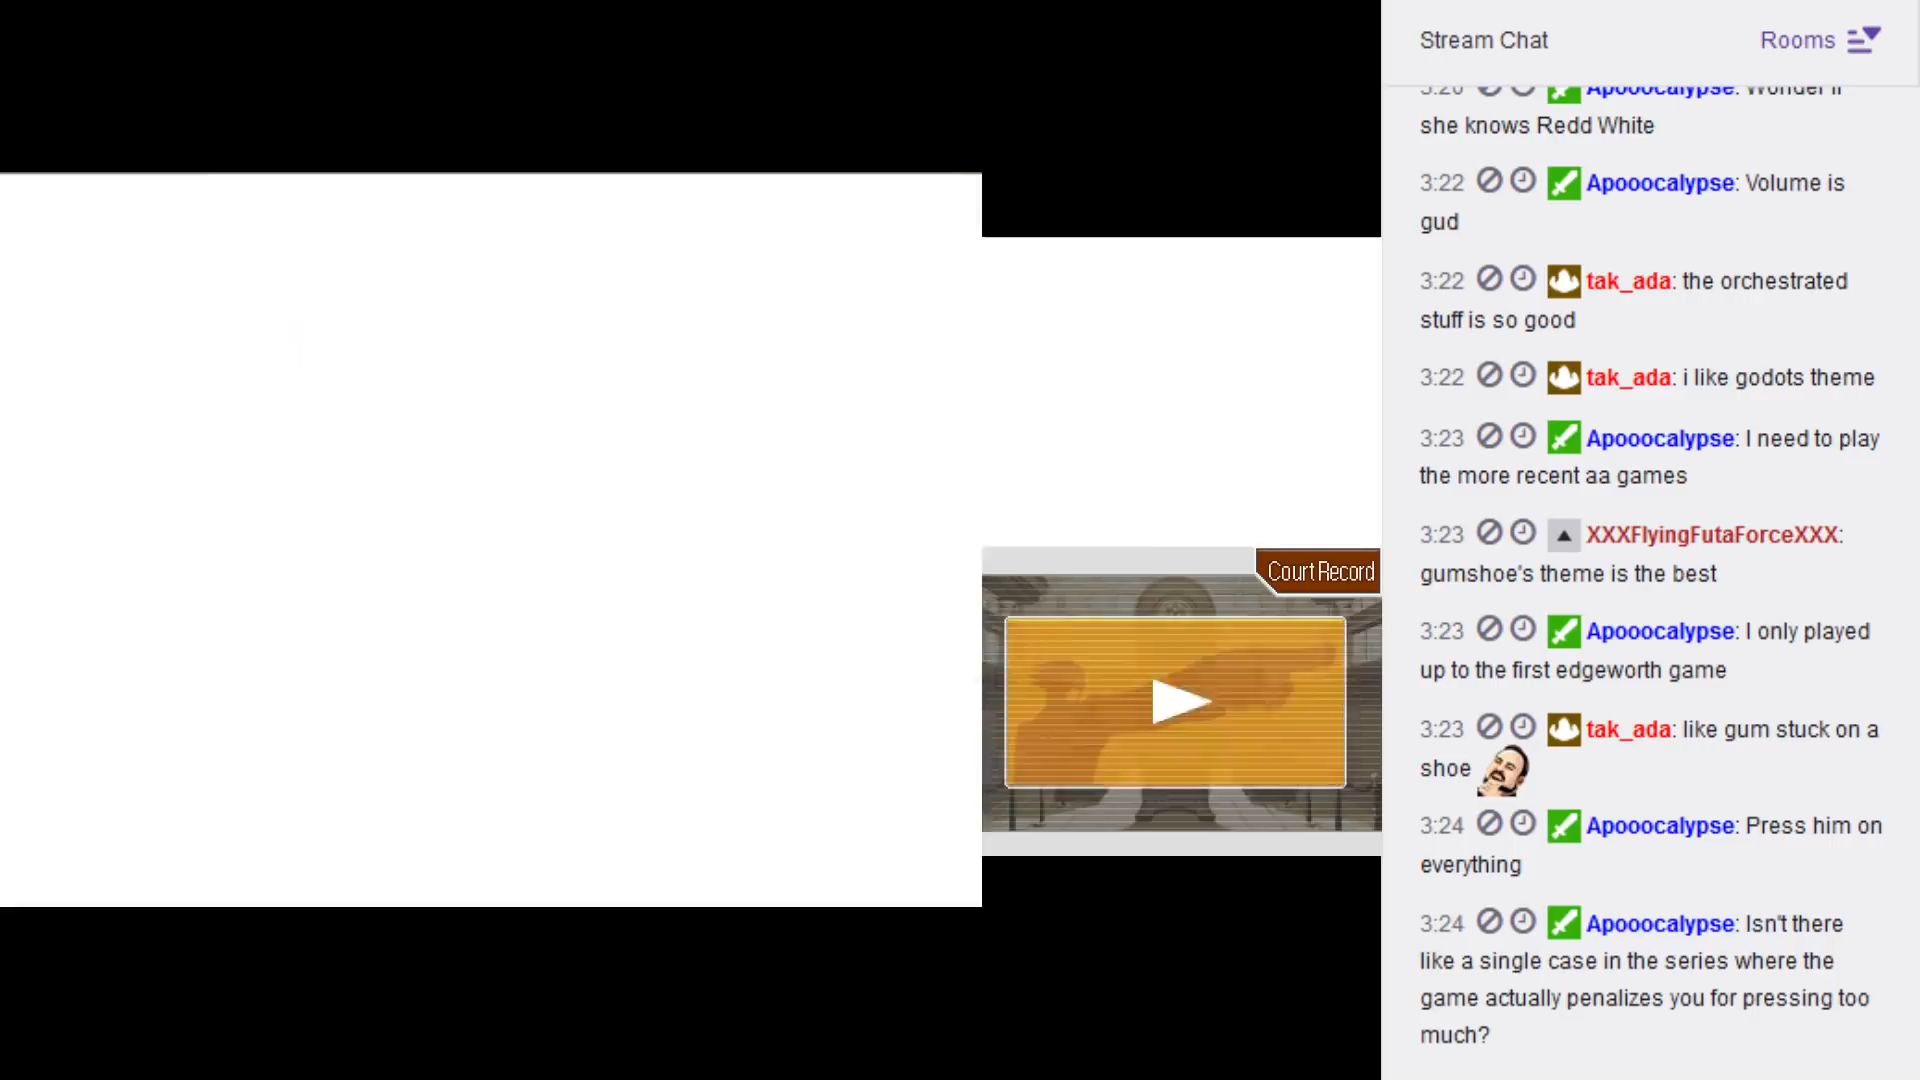 Court Record
Stream Chat
Rooms
3:20 Apooocalypse: Wonder if
she knows Redd White
3:22 Apooocalypse: Volume is
gud
3:22 tak_ada: the orchestrated
stuff is so good
3:22 tak_ada: i like godots theme
3:23 Apooocalypse: I need to play
the more recent aa games
3:23 XXXFlyingFutaForceXXX:
gumshoe's theme is the best
3:23 Apooocalypse: I only played
up to the first edgeworth game
3:23 tak_ada: like gum stuck on a
shoe
3:24 Apooocalypse: Press him on
everything
3:24 Apooocalypse: Isn't there
like a single case in the series where the
game actually penalizes you for pressing too
much?